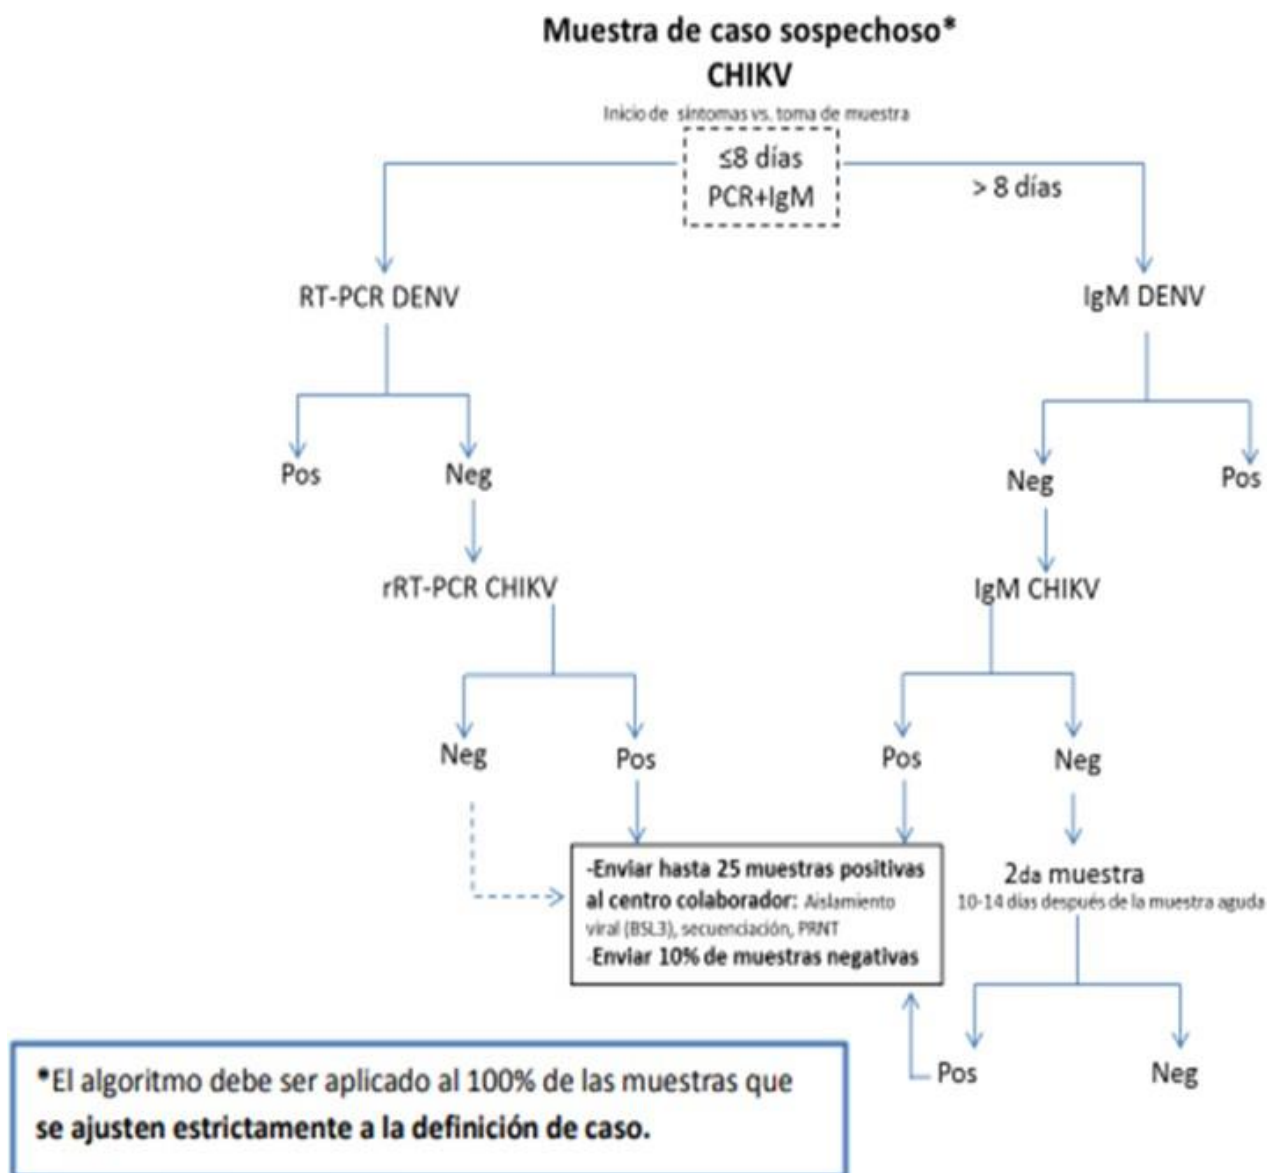 Muestra de caso sospechoso*
CHIKV
Inicio de síntomas vs. toma de muestra
≤8 días
PCR+IgM
> 8 días
RT-PCR DENV
IgM DENV
Pos
Neg
Neg
Pos
rRT-PCR CHIKV
IgM CHIKV
Neg
Pos
Pos
Neg
-Enviar hasta 25 muestras positivas
al centro colaborador: Aislamiento
viral (BSL3), secuenciación, PRNT
-Enviar 10% de muestras negativas
2da muestra
10-14 días después de la muestra aguda
Pos
Neg
*El algoritmo debe ser aplicado al 100% de las muestras que
se ajusten estrictamente a la definición de caso.